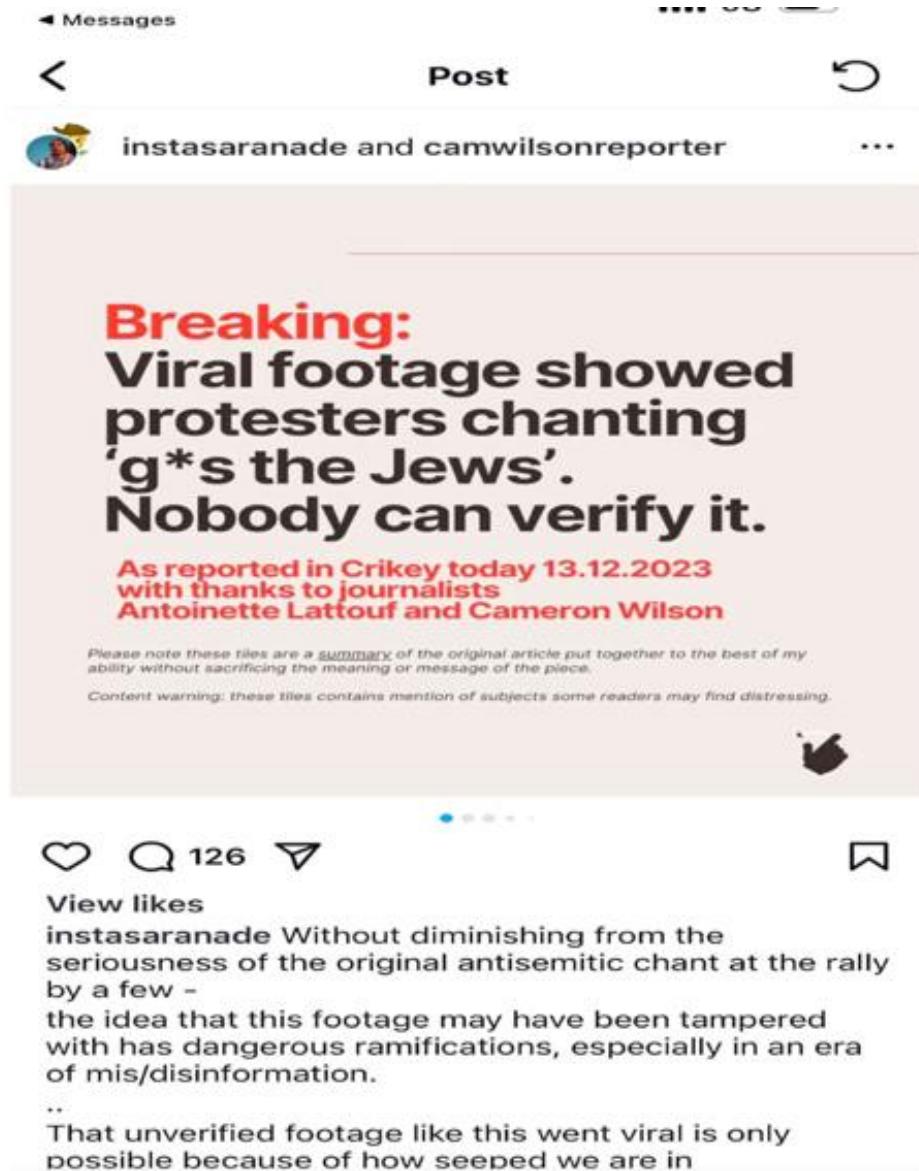 ◄ Messages
Post
instasaranade and camwilsonreporter
Breaking:
Viral footage showed
protesters chanting
‘g*s the Jews’.
Nobody can verify it.
As reported in Crikey today 13.12.2023
with thanks to journalists
Antoinette Lattouf and Cameron Wilson
Please note these tiles are a summary of the original article put together to the best of my
ability without sacrificing the meaning or message of the piece.
Content warning: these tiles contains mention of subjects some readers may find distressing.
126
View likes
instasaranade Without diminishing from the
seriousness of the original antisemitic chant at the rally
by a few –
the idea that this footage may have been tampered
with has dangerous ramifications, especially in an era
of mis/disinformation.
..
That unverified footage like this went viral is only
possible because of how seeped we are in